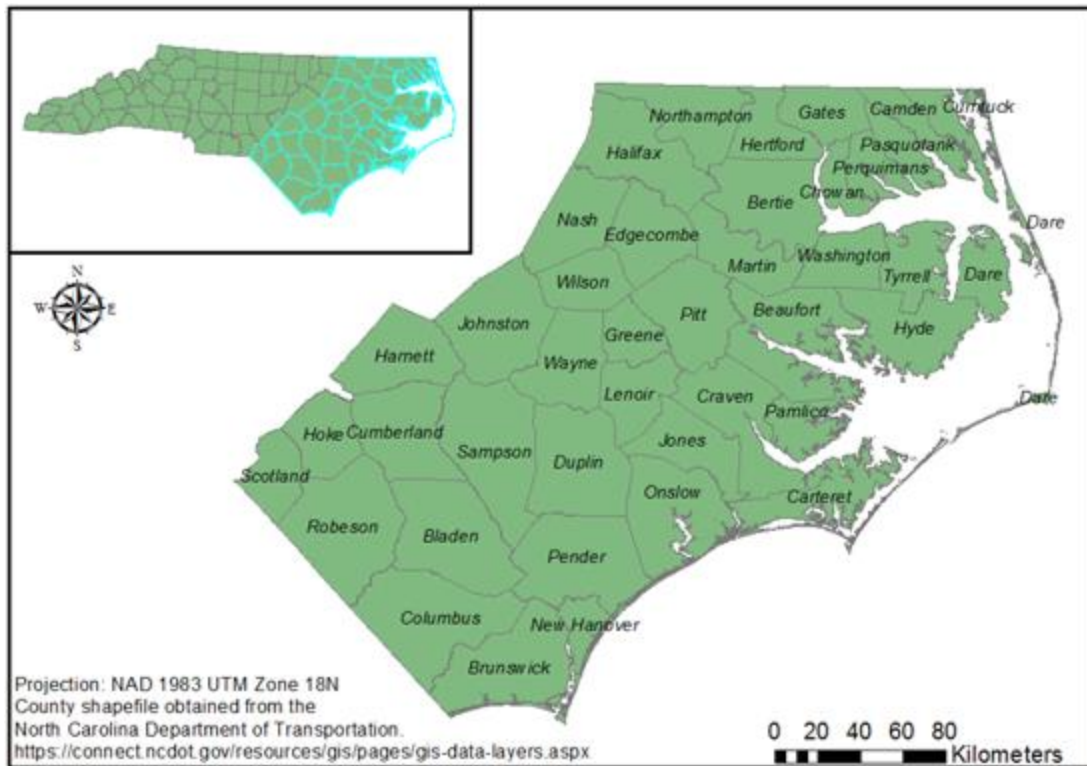 Northampton
Gates
Camden
Currituck
Halifax
Hertford
Pasquotank
Perquimans
Chowan
Bertie
Nash
Edgecombe
Dare
Martin
Washington
Tyrrell
Dare
Wilson
Beaufort
Hyde
Johnston
Greene
Pitt
Harnett
Wayne
Lenoir
Craven
Pamlico
Dare
Hoke
Cumberland
Sampson
Duplin
Jones
Scotland
Onslow
Carteret
Robeson
Bladen
Pender
Columbus
New Hanover
Brunswick
N
W
E
S
Projection: NAD 1983 UTM Zone 18N
County shapefile obtained from the
North Carolina Department of Transportation.
https://connect.ncdot.gov/resources/gis/pages/gis-data-layers.aspx
0 20 40 60 80
Kilometers